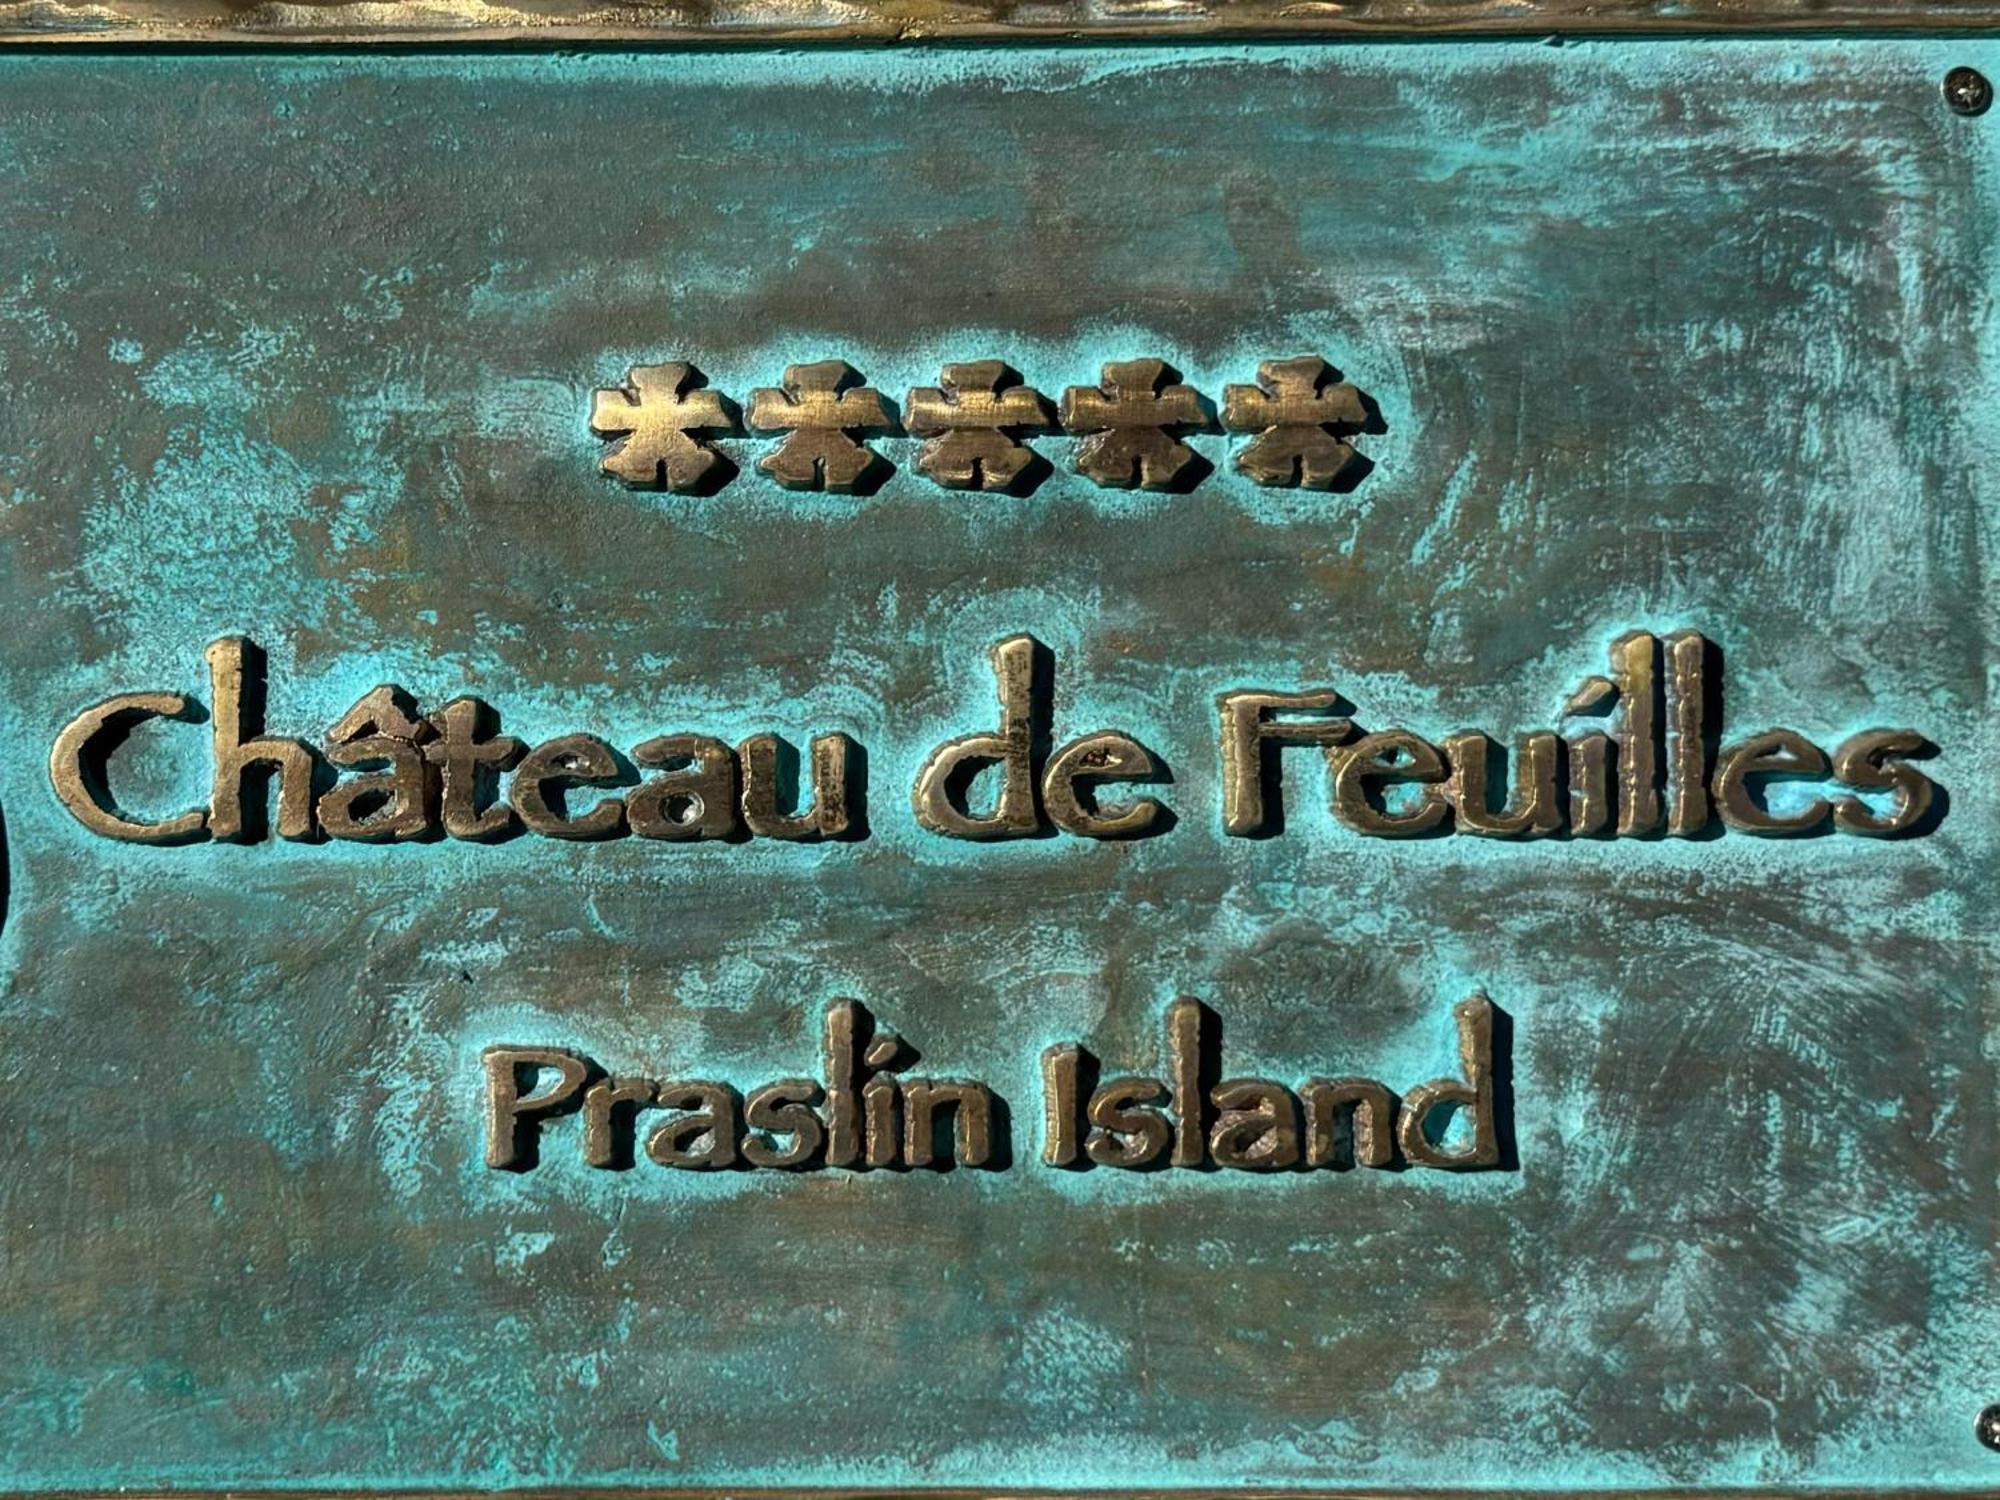 *****
Château de Feuilles
Praslin Island